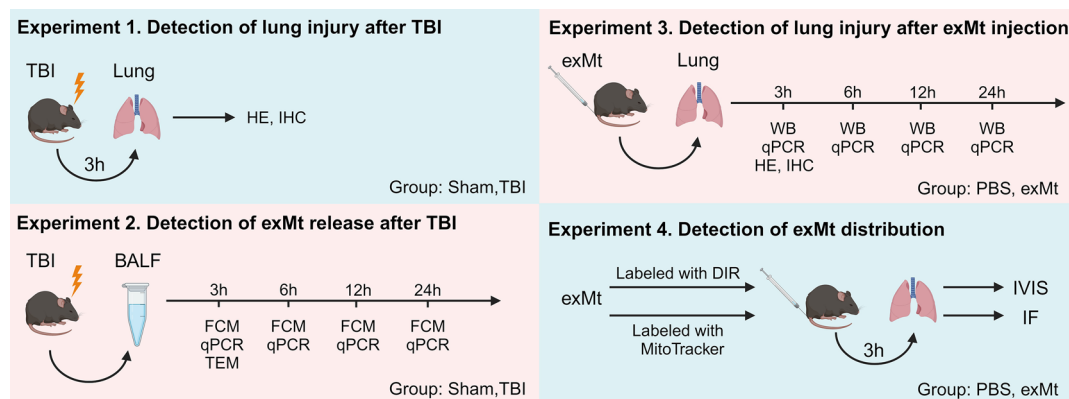 Experiment 1. Detection of lung injury after TBI
TBI
Lung
HE, IHC
3h
Group: Sham,TBI
Experiment 2. Detection of exMt release after TBI
TBI
BALF
3h 6h 12h 24h
FCM FCM FCM FCM
qPCR qPCR qPCR qPCR
TEM
Group: Sham,TBI
Experiment 3. Detection of lung injury after exMt injection
exMt
Lung
3h 6h 12h 24h
WB WB WB WB
qPCR qPCR qPCR qPCR
HE, IHC
Group: PBS, exMt
Experiment 4. Detection of exMt distribution
Labeled with DIR
exMt
Labeled with
MitoTracker
3h
IVIS
IF
Group: PBS, exMt